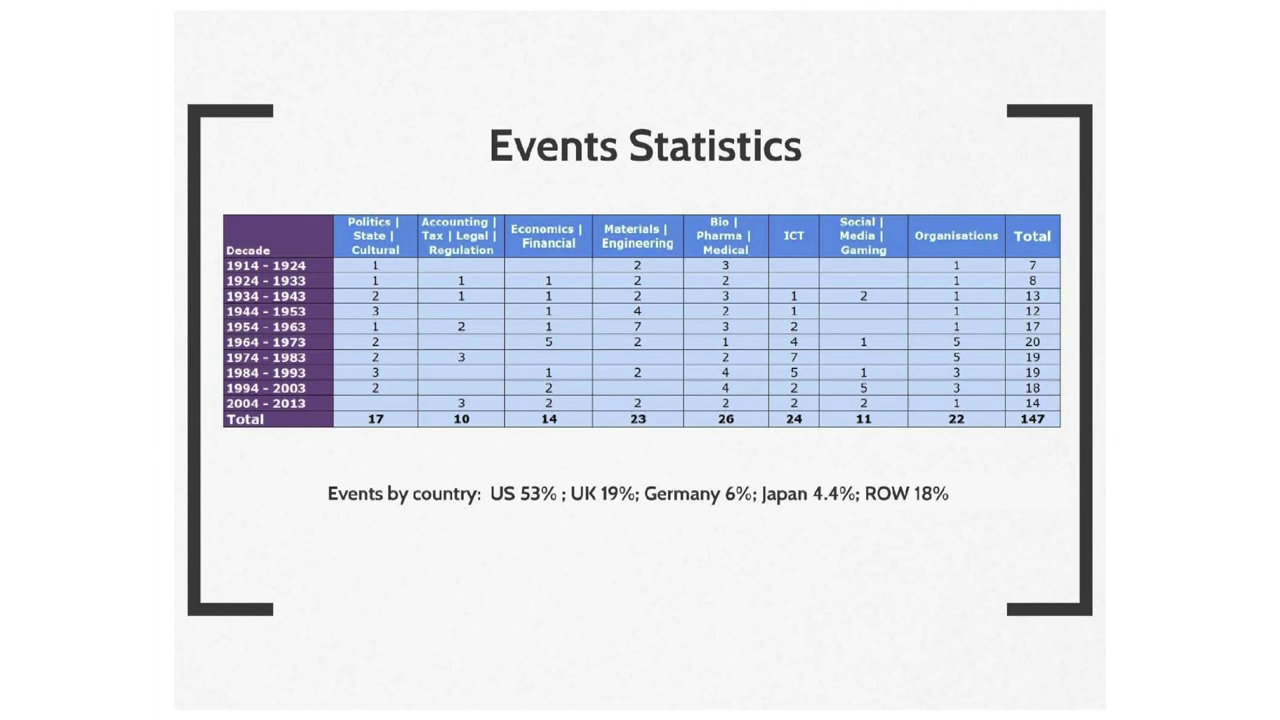 Events Statistics
Decade Politics | State | Cultural Accounting | Tax | Legal | Regulation Economics | Financial Materials | Engineering Bio | Pharma | Medical ICT Social | Media | Gaming Organisations Total
1914 - 1924 1 2 3 1 7
1924 - 1933 1 1 1 2 2 1 8
1934 - 1943 2 1 1 2 3 1 2 1 13
1944 - 1953 3 1 4 2 1 1 12
1954 - 1963 1 2 1 7 3 2 1 17
1964 - 1973 2 5 2 1 4 1 5 20
1974 - 1983 2 3 2 7 5 19
1984 - 1993 3 1 2 4 5 1 3 19
1994 - 2003 2 2 4 2 5 3 18
2004 - 2013 3 2 2 2 2 2 1 14
Total 17 10 14 23 26 24 11 22 147
Events by country: US 53% ; UK 19%; Germany 6%; Japan 4.4%; ROW 18%